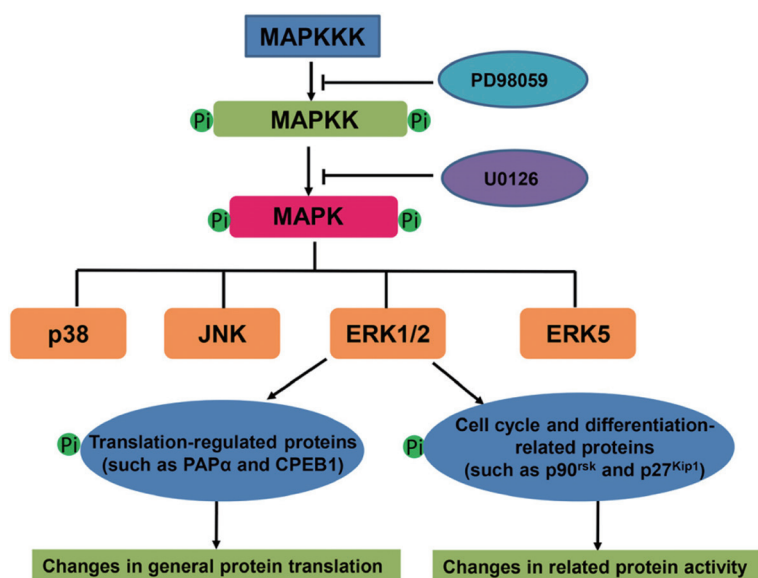 MAPKKK
PD98059
Pi MAPKK Pi
U0126
Pi MAPK Pi
p38 JNK ERK1/2 ERK5
Pi
Translation-regulated proteins
(such as PAPα and CPEB1)
Pi
Cell cycle and differentiation-
related proteins
(such as p90rsk and p27Kip1)
Changes in general protein translation
Changes in related protein activity